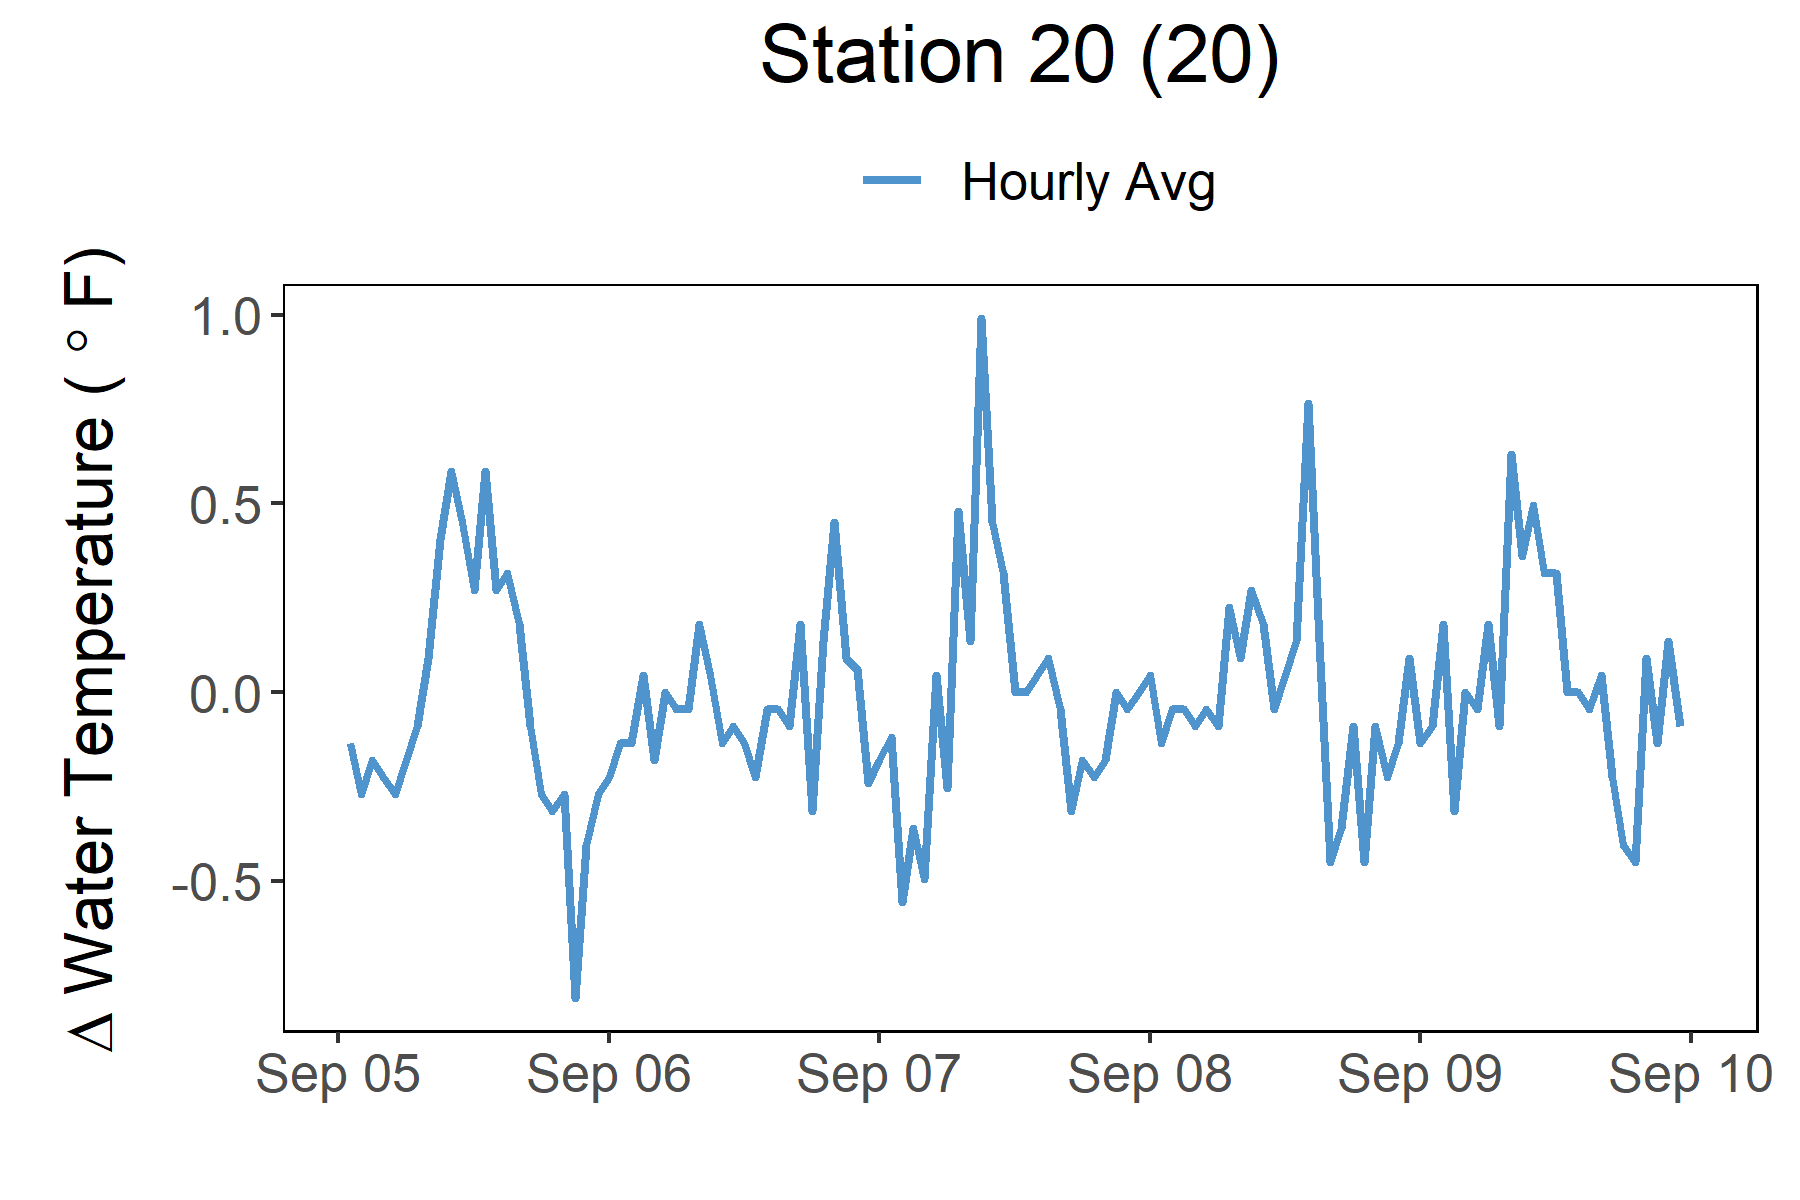 Station 20 (20)
Hourly Avg
Δ Water Temperature ( ° F)
1.0
0.5
0.0
-0.5
Sep 05 Sep 06 Sep 07 Sep 08 Sep 09 Sep 10